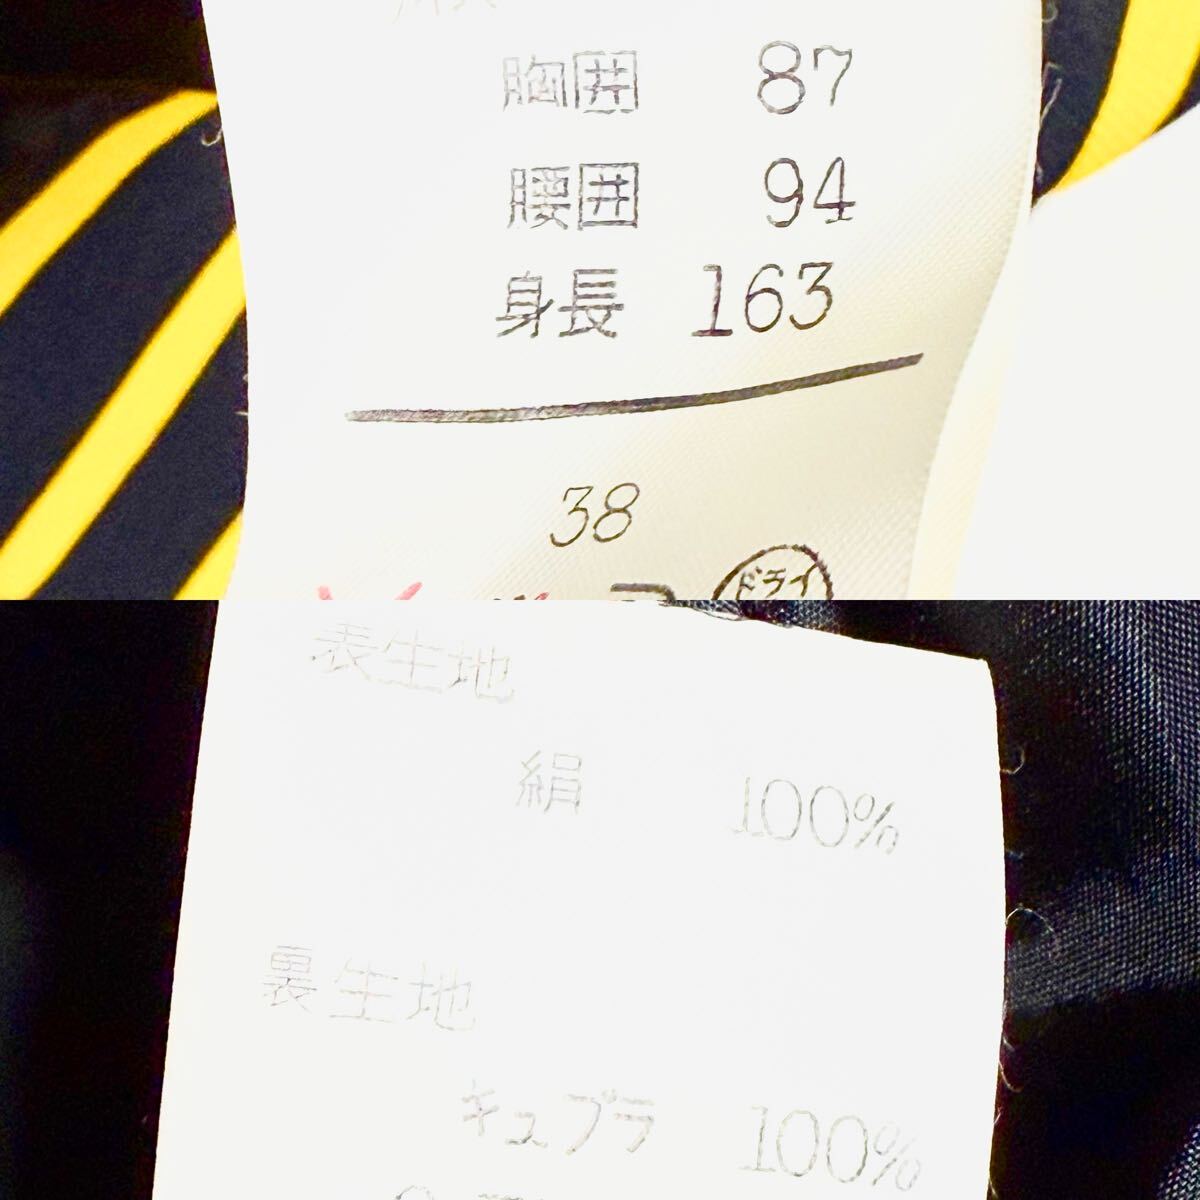 胸囲 87
腰囲 94
身長 163
38
ドライ
表生地
絹 100%
裏生地
キュプラ 100%